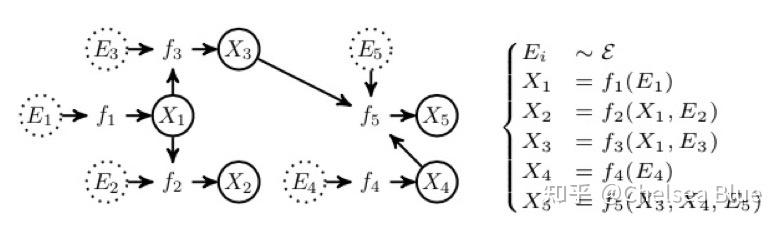 E₃ f₃ X₃ E₅
E₁ f₁ X₁ f₅ X₅
E₂ f₂ X₂ E₄ f₄ X₄
Eᵢ ∼ ℰ
X₁ = f₁(E₁)
X₂ = f₂(X₁, E₂)
X₃ = f₃(X₁, E₃)
X₄ = f₄(E₄)
X₅ = f₅(X₃, X₄, E₅)
知乎 @Chelsea Blue